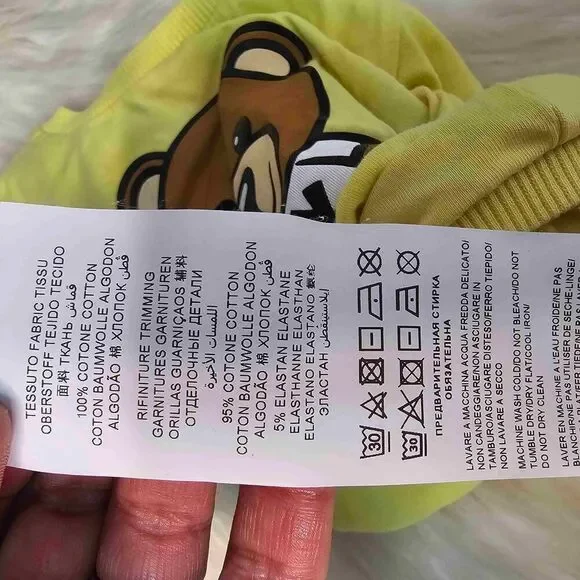 TESSUTO FABRIC TISSU
OBERSTOFF TEJIDO TECIDO
面料 ТКАНЬ قماش
100% COTONE COTTON
COTON BAUMWOLLE ALGODON
ALGODÃO 棉 ХЛОПОК قطن
RIFINITURE TRIMMING
GARNITURES GARNITUREN
ORILLAS GUARNICAOS 辅料
ОТДЕЛОЧНЫЕ ДЕТАЛИ
اللمسات الأخيرة
95% COTONE COTTON
COTON BAUMWOLLE ALGODON
ALGODÃO 棉 ХЛОПОК قطن
5% ELASTAN ELASTANE
ELASTHANNE ELASTHAN
ELASTANO ELASTANO
ЭЛАСТАН
30
30
ПРЕДВАРИТЕЛЬНАЯ СТИРКА
ОБЯЗАТЕЛЬНА
LAVARE A MACCHINA ACQUA FREDDA DELICATO/
NON CANDEGGIARE/NON ASCIUGARE IN
TAMBURO/ASCIUGARE DISTESO/FERRO TIEPIDO/
NON LAVARE A SECCO
MACHINE WASH COLD/DO NOT BLEACH/DO NOT
TUMBLE DRY/DRY FLAT/COOL IRON/
DO NOT DRY CLEAN
LAVER EN MACHINE A L'EAU FROIDE/NE PAS
BLANCHIR/NE PAS UTILISER DE SECHE-LINGE/